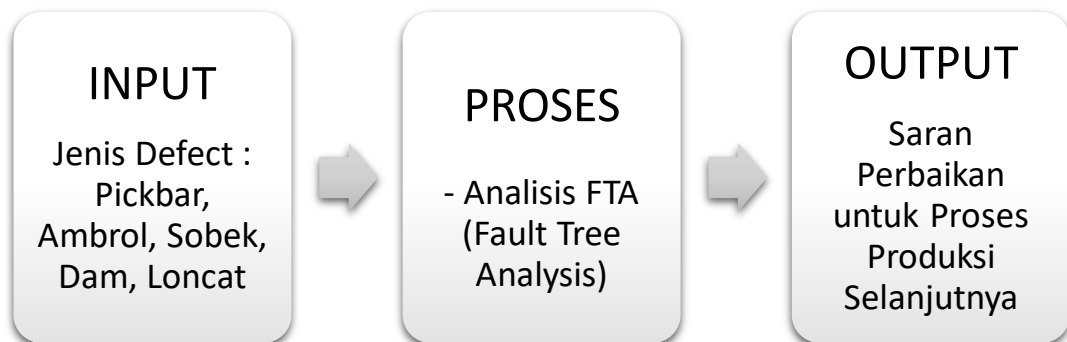 INPUT
Jenis Defect :
Pickbar,
Ambrol, Sobek,
Dam, Loncat
PROSES
- Analisis FTA
(Fault Tree
Analysis)
OUTPUT
Saran
Perbaikan
untuk Proses
Produksi
Selanjutnya